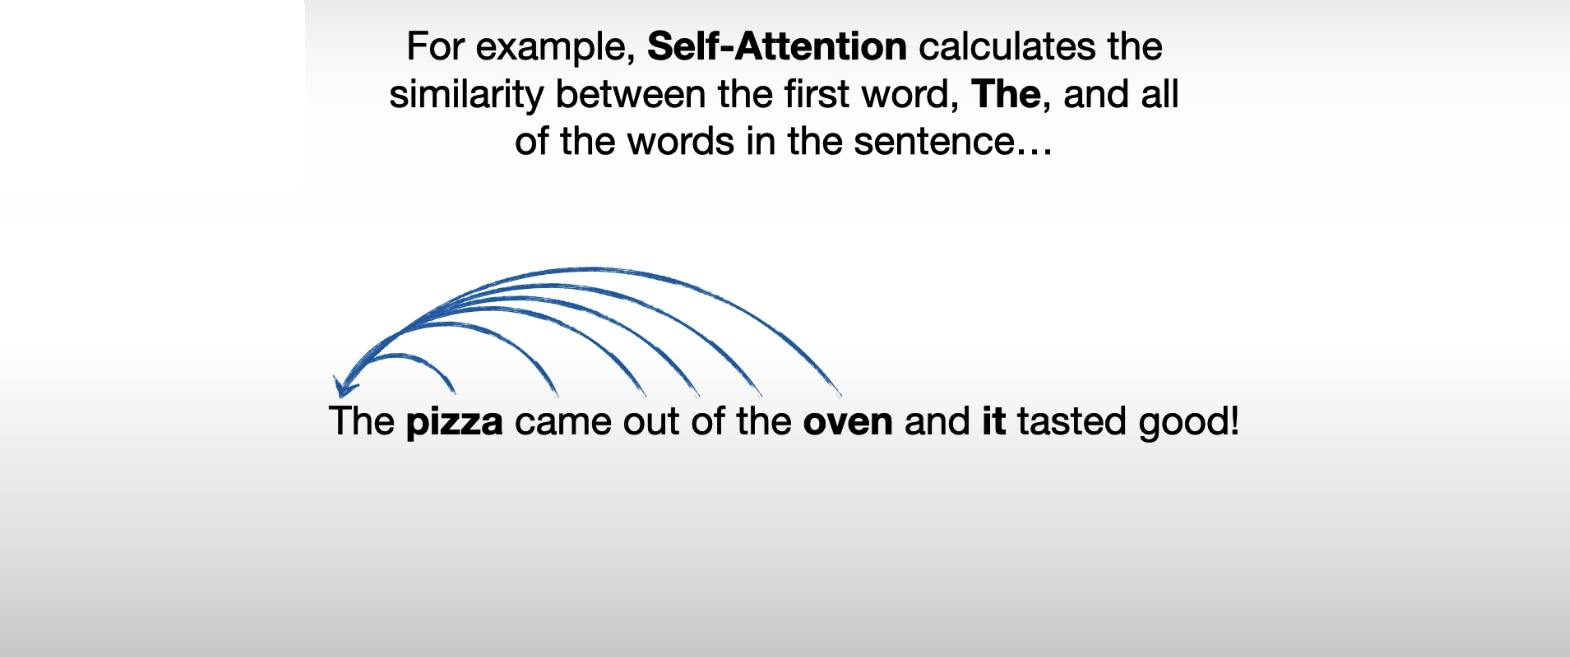 For example, Self-Attention calculates the
similarity between the first word, The, and all
of the words in the sentence…
The pizza came out of the oven and it tasted good!